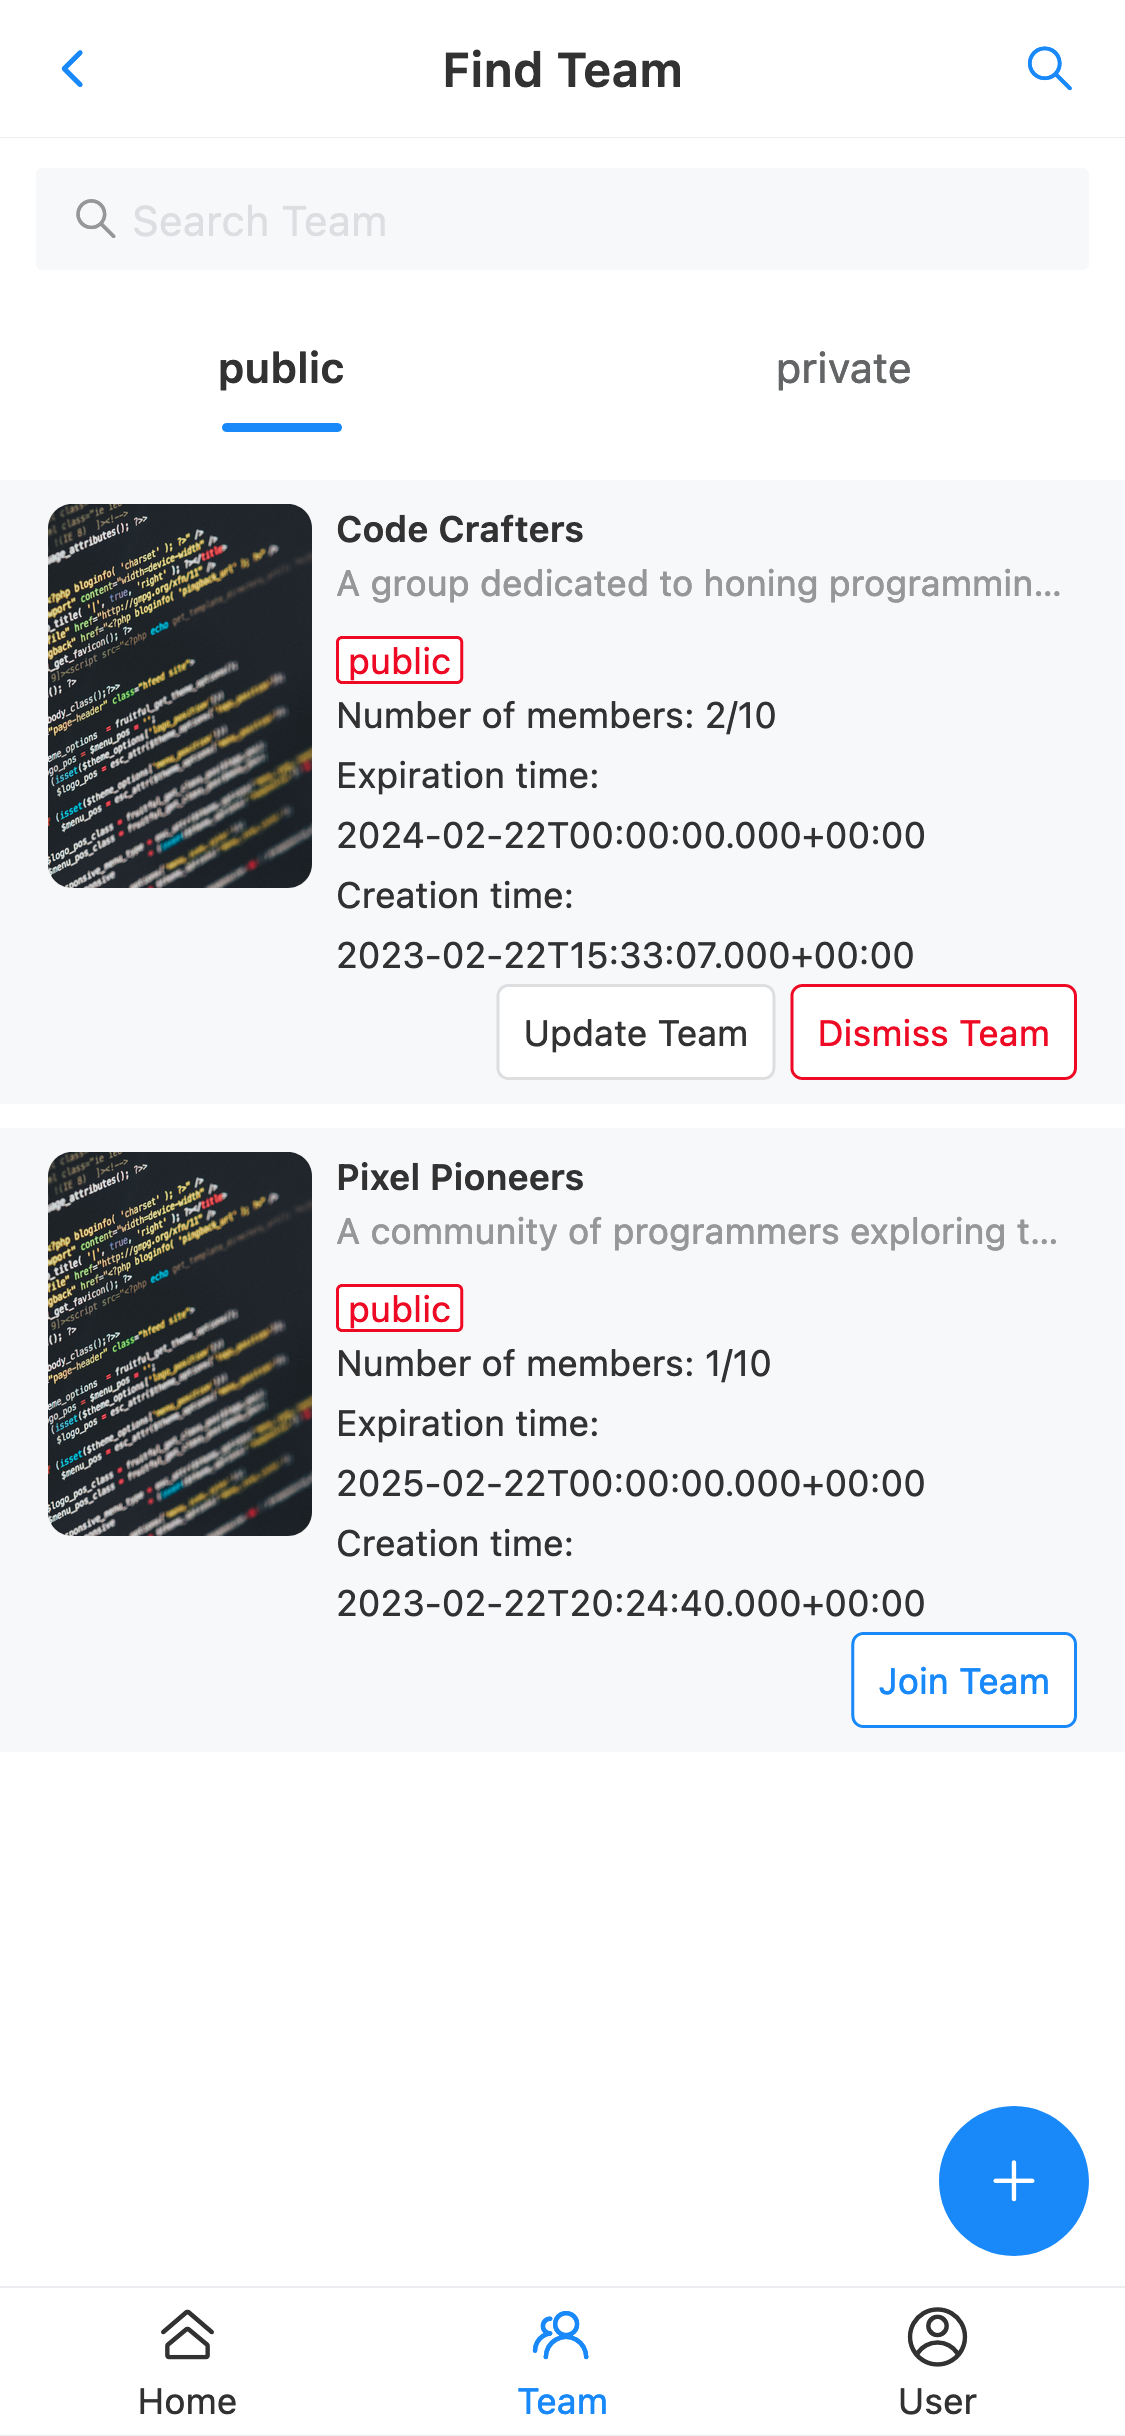 Find Team
Search Team
public
private
Code Crafters
A group dedicated to honing programmin...
public
Number of members: 2/10
Expiration time:
2024-02-22T00:00:00.000+00:00
Creation time:
2023-02-22T15:33:07.000+00:00
Update Team
Dismiss Team
Pixel Pioneers
A community of programmers exploring t...
public
Number of members: 1/10
Expiration time:
2025-02-22T00:00:00.000+00:00
Creation time:
2023-02-22T20:24:40.000+00:00
Join Team
Home
Team
User